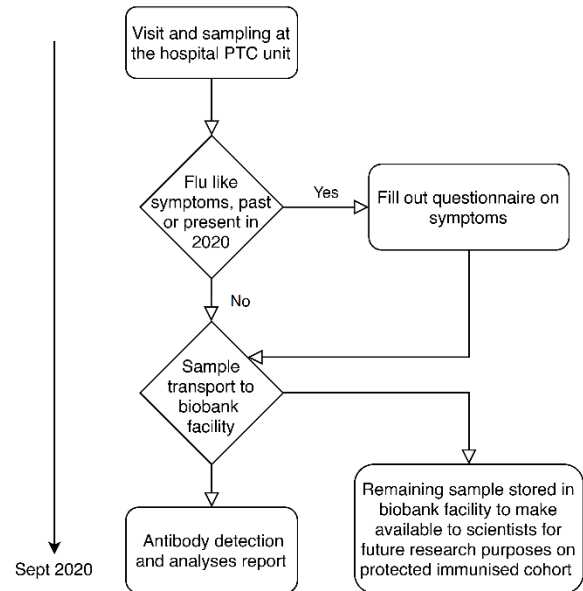 Visit and sampling at
the hospital PTC unit
Flu like
symptoms, past
or present in
2020
Yes
Fill out questionnaire on
symptoms
No
Sample
transport to
biobank
facility
Antibody detection
and analyses report
Remaining sample stored in
biobank facility to make
available to scientists for
future research purposes on
protected immunised cohort
Sept 2020